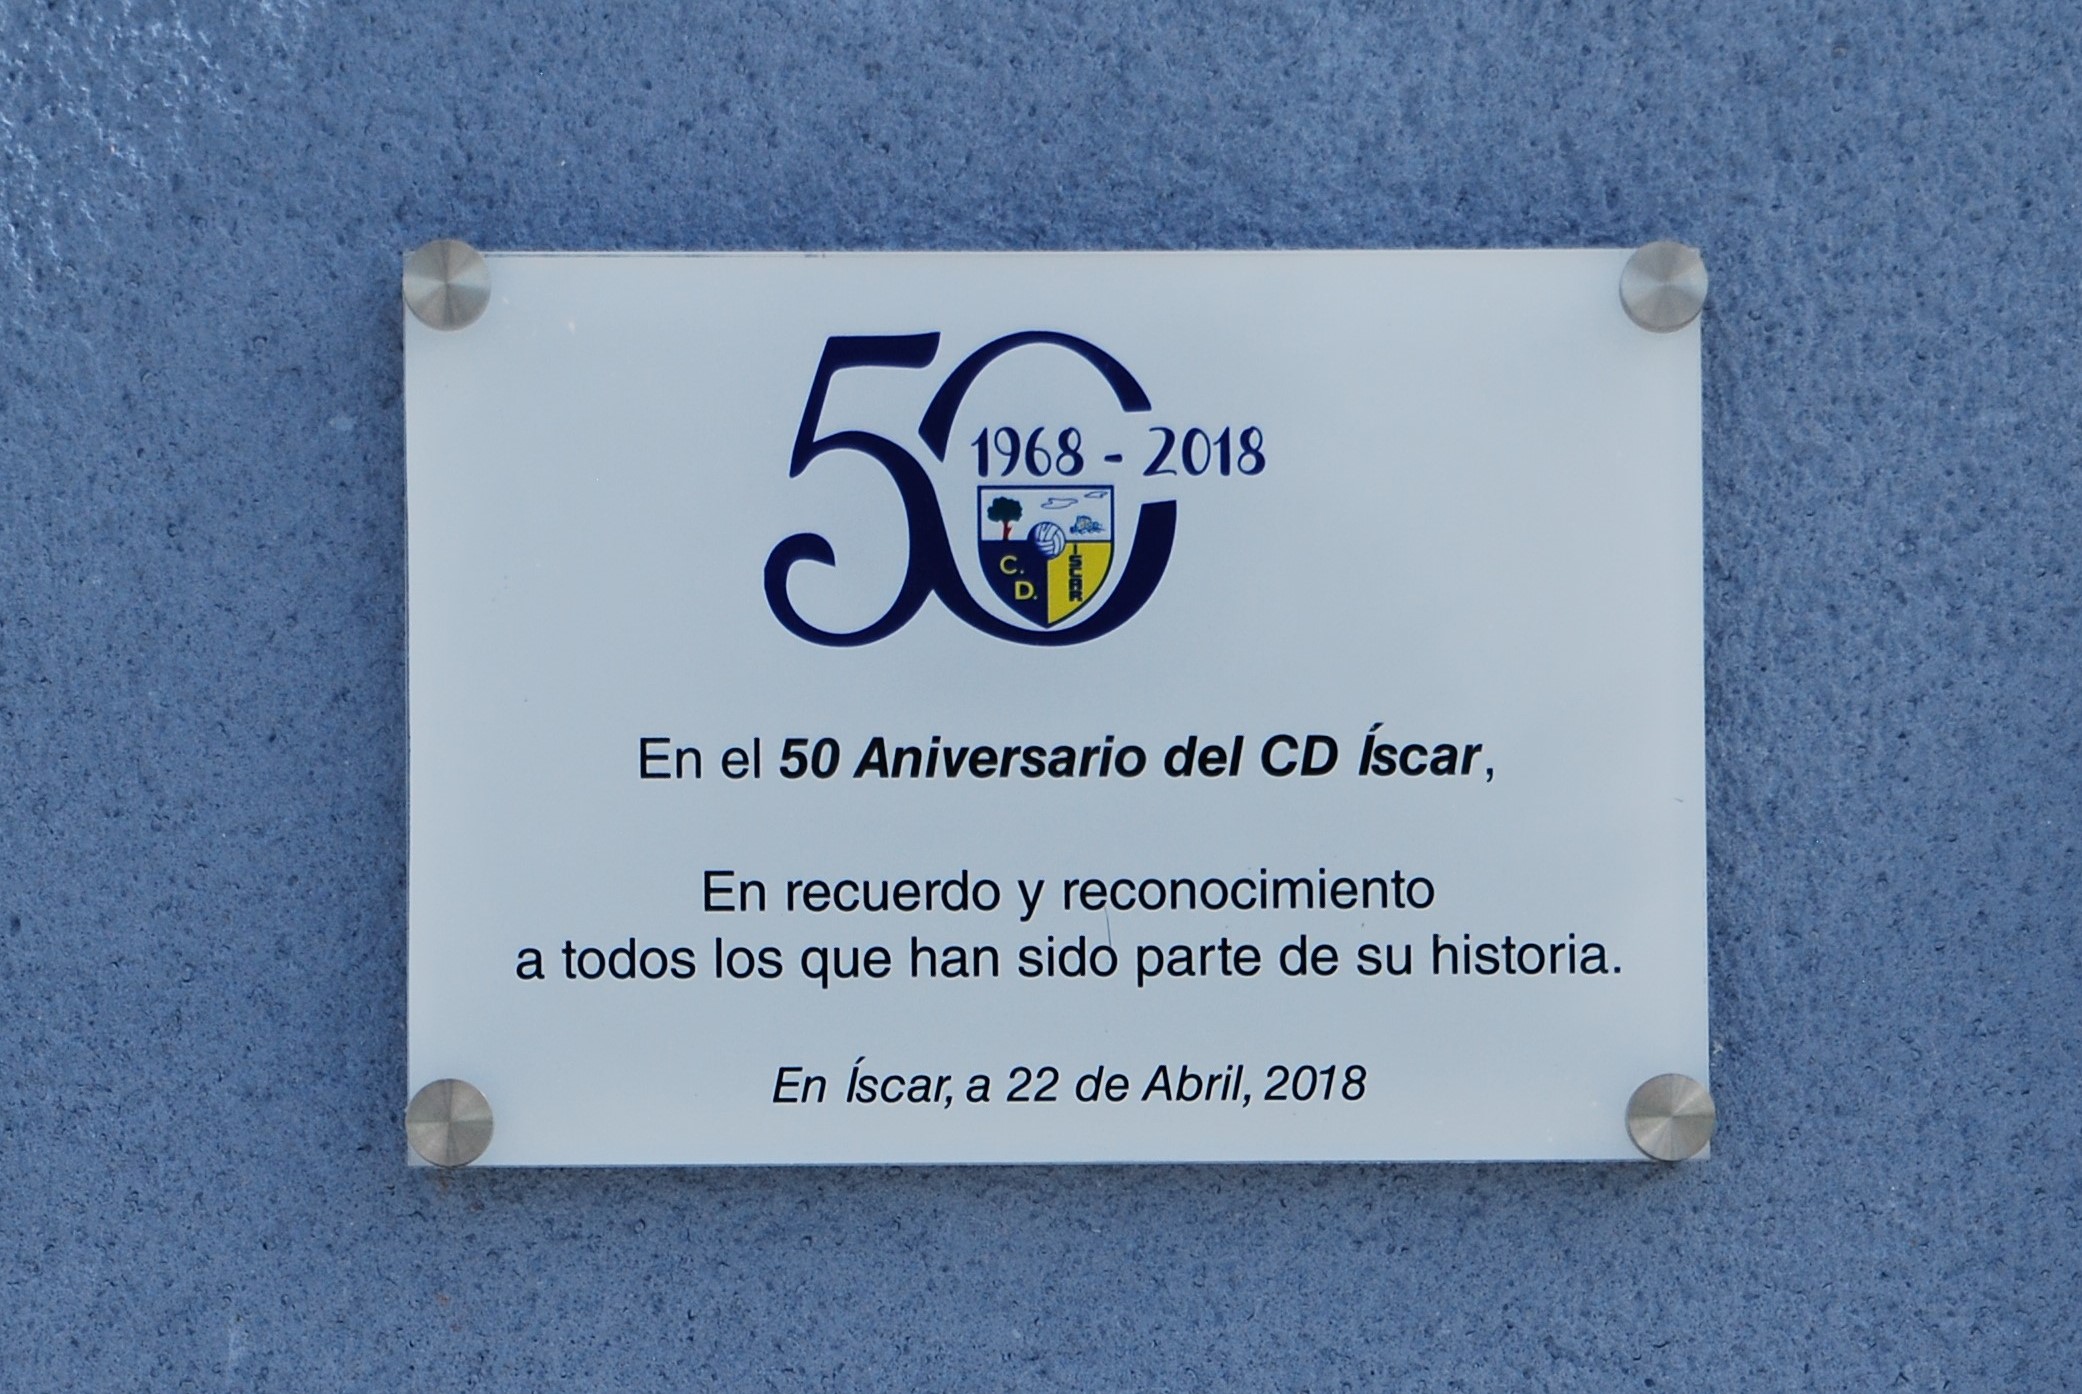 50
1968 - 2018
C.
D.
ISCAR
En el 50 Aniversario del CD Íscar,
En recuerdo y reconocimiento
a todos los que han sido parte de su historia.
En Íscar, a 22 de Abril, 2018